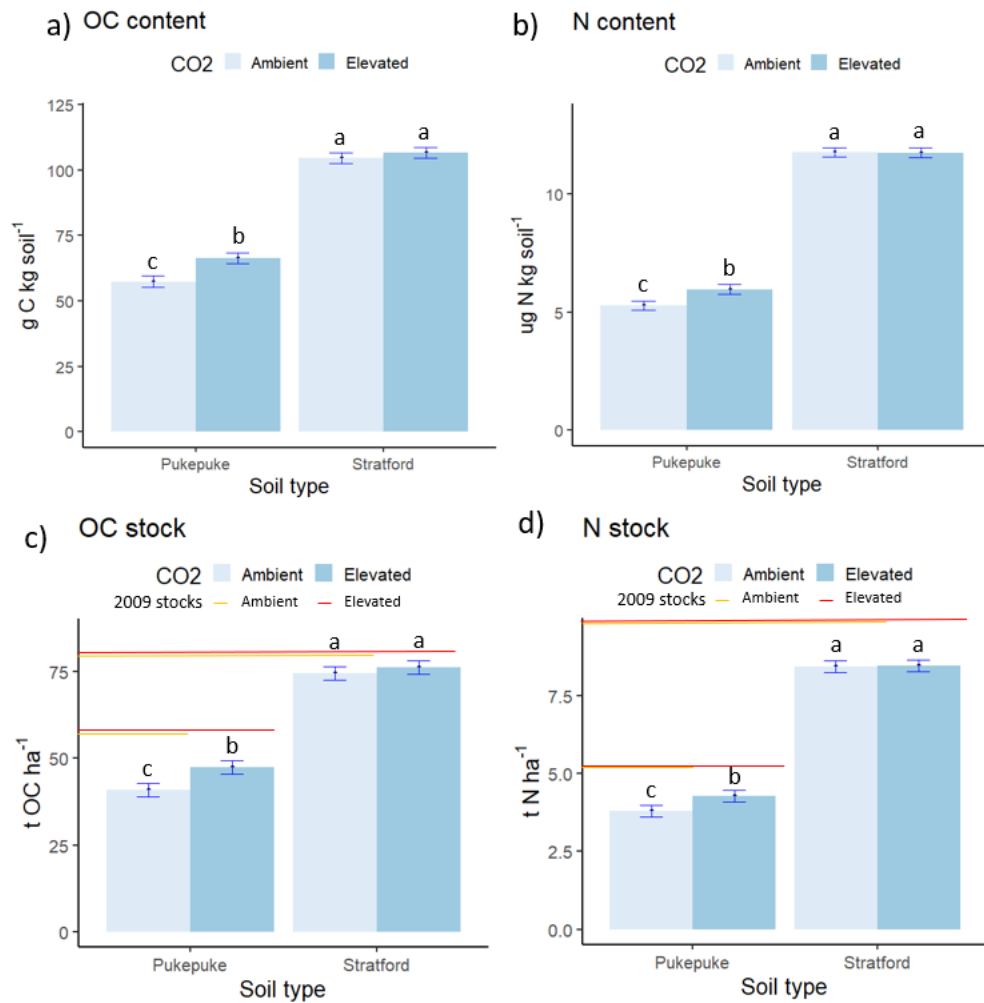 a) OC content
CO2 Ambient Elevated
125
100
75
50
25
0
g C kg soil⁻¹
c b a a
Pukepuke Stratford
Soil type
b) N content
CO2 Ambient Elevated
10
5
0
ug N kg soil⁻¹
c b a a
Pukepuke Stratford
Soil type
c) OC stock
CO2 Ambient Elevated
2009 stocks Ambient Elevated
75
50
25
0
t OC ha⁻¹
c b a a
Pukepuke Stratford
Soil type
d) N stock
CO2 Ambient Elevated
2009 stocks Ambient Elevated
7.5
5.0
2.5
0.0
t N ha⁻¹
c b a a
Pukepuke Stratford
Soil type